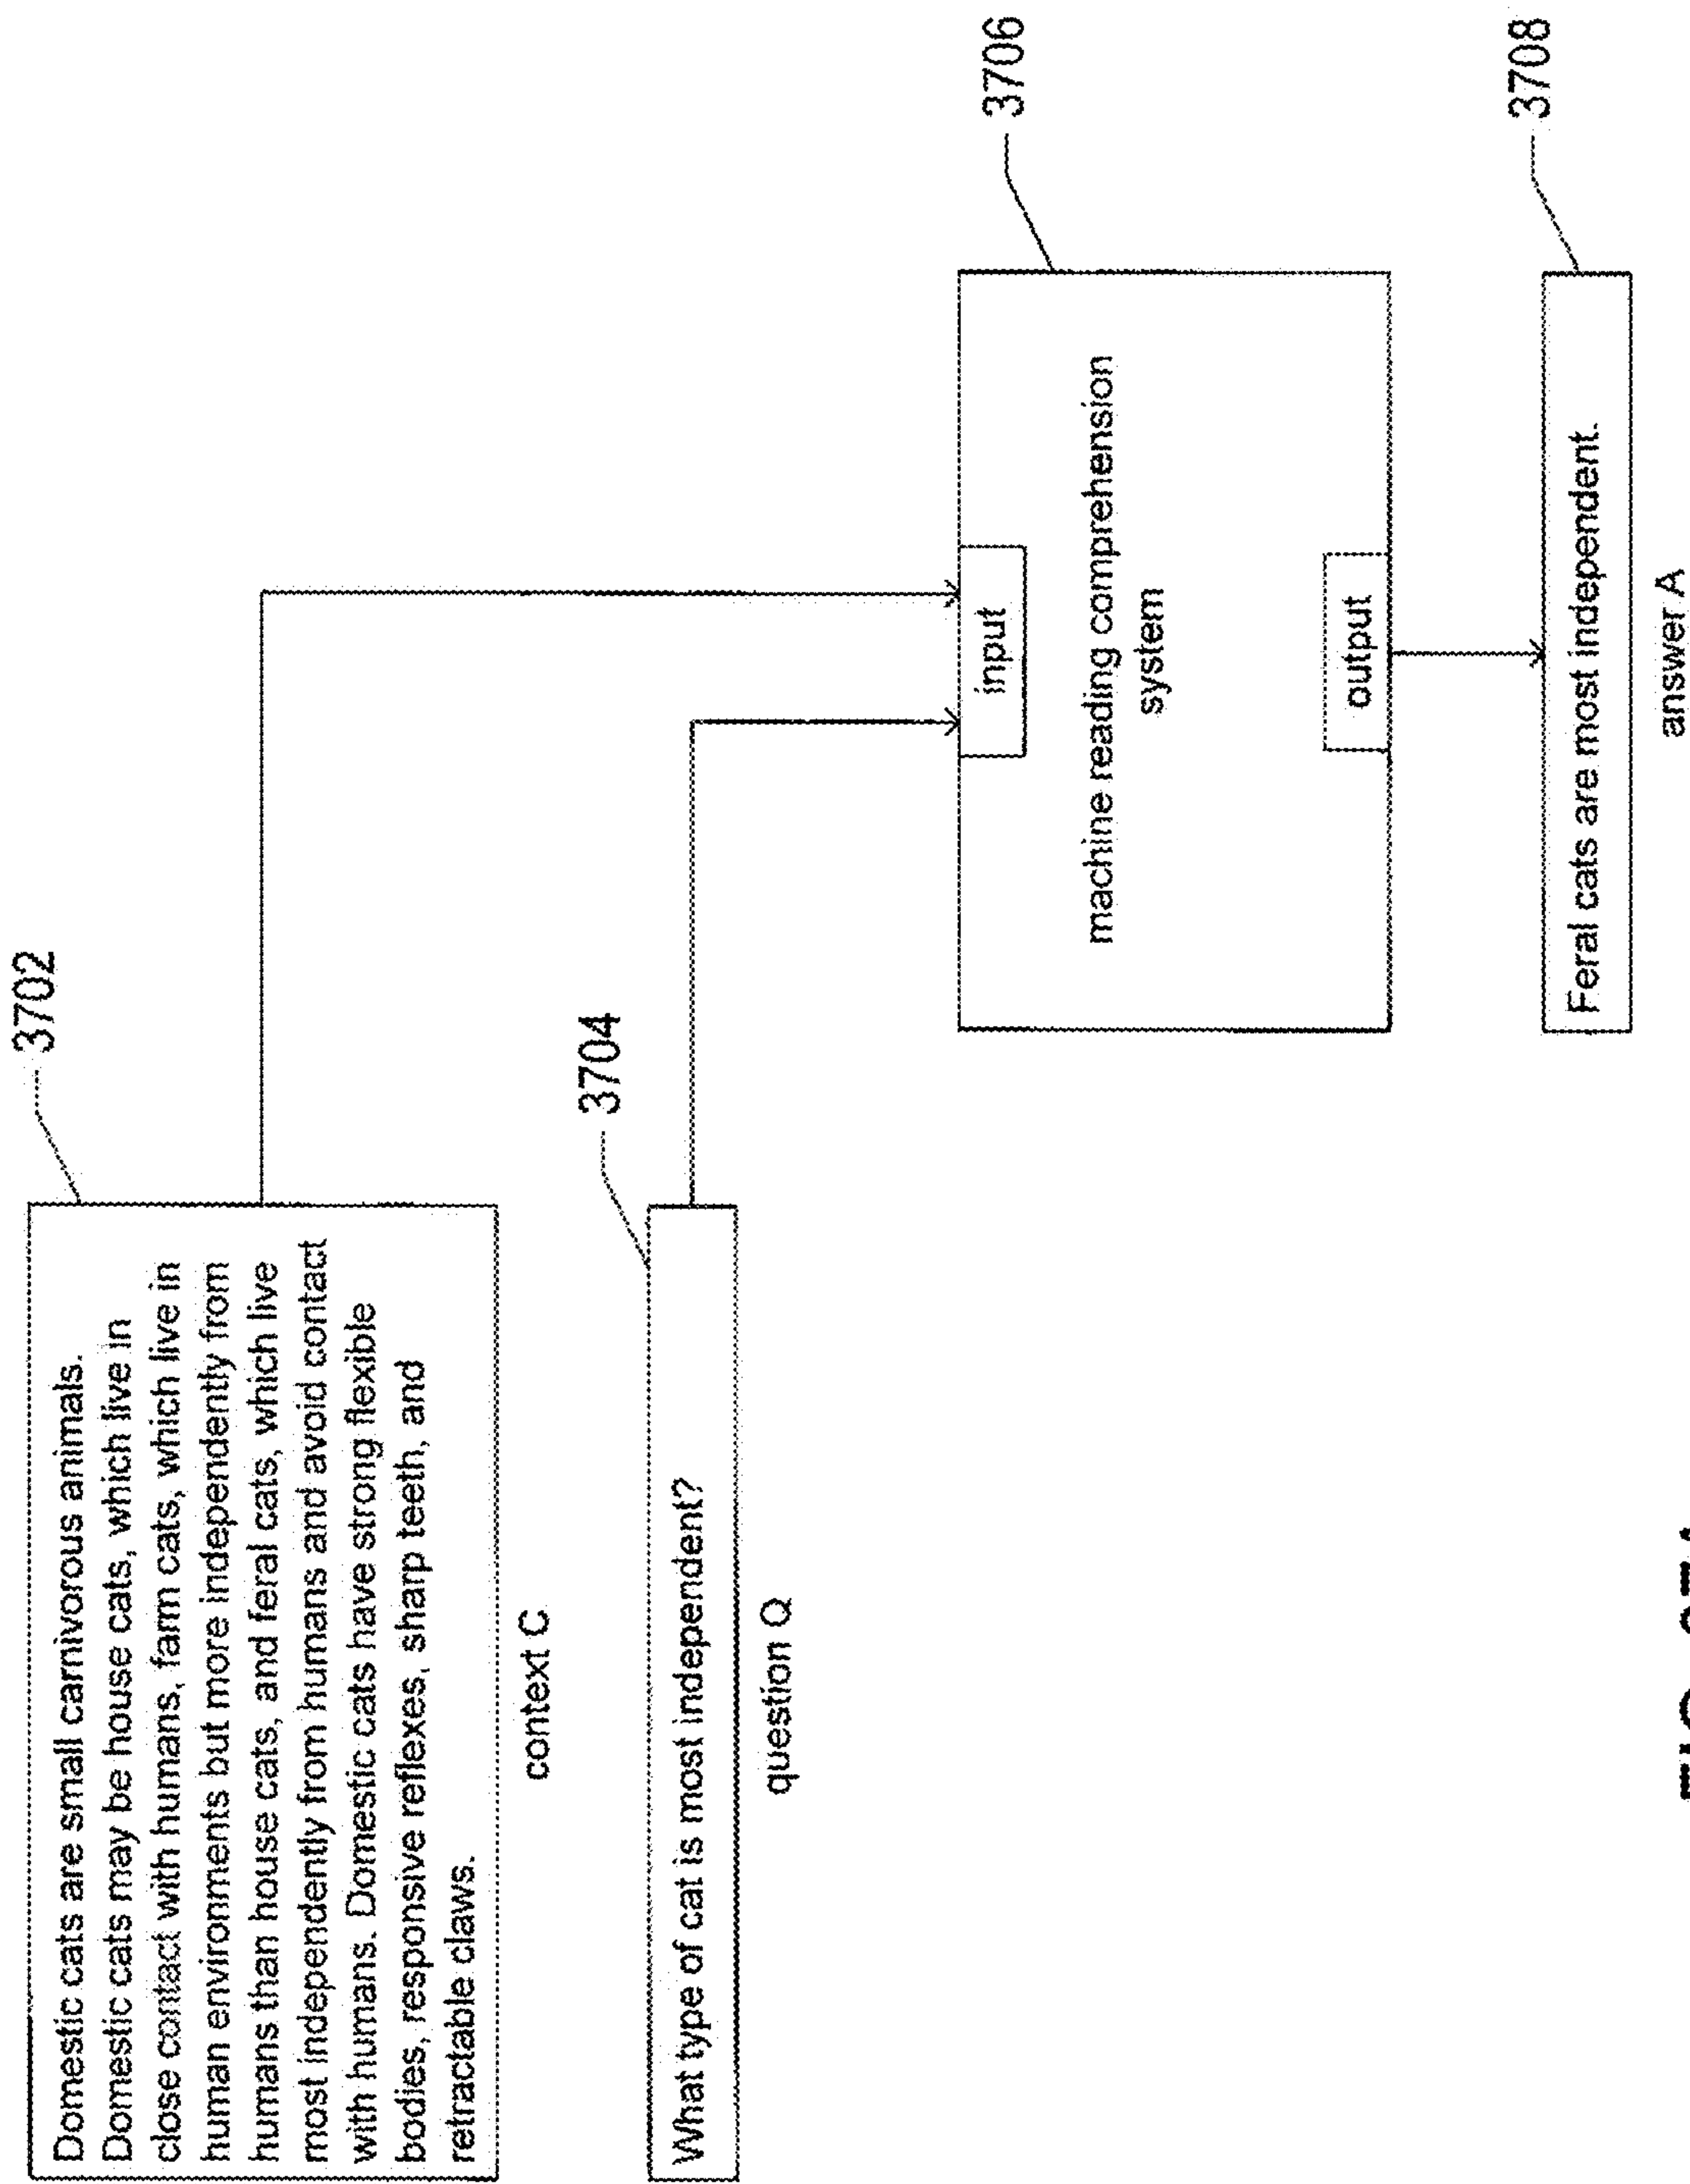 3702
Domestic cats are small carnivorous animals.
Domestic cats may be house cats, which live in
close contact with humans, farm cats, which live in
human environments but more independently from
humans than house cats, and feral cats, which live
most independently from humans and avoid contact
with humans. Domestic cats have strong flexible
bodies, responsive reflexes, sharp teeth, and
retractable claws.
context C
3704
What type of cat is most independent?
question Q
3706
input
machine reading comprehension
system
output
3708
Feral cats are most independent.
answer A